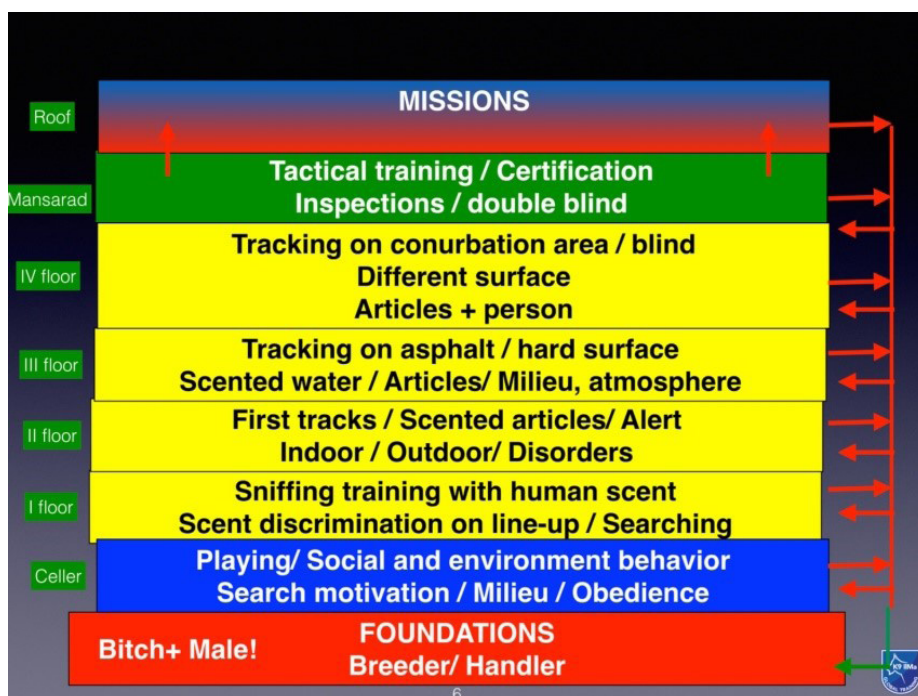 Roof
MISSIONS
Mansarad
Tactical training / Certification
Inspections / double blind
IV floor
Tracking on conurbation area / blind
Different surface
Articles + person
III floor
Tracking on asphalt / hard surface
Scented water / Articles/ Milieu, atmosphere
II floor
First tracks / Scented articles/ Alert
Indoor / Outdoor/ Disorders
I floor
Sniffing training with human scent
Scent discrimination on line-up / Searching
Celler
Playing/ Social and environment behavior
Search motivation / Milieu / Obedience
Bitch+ Male!
FOUNDATIONS
Breeder/ Handler
6